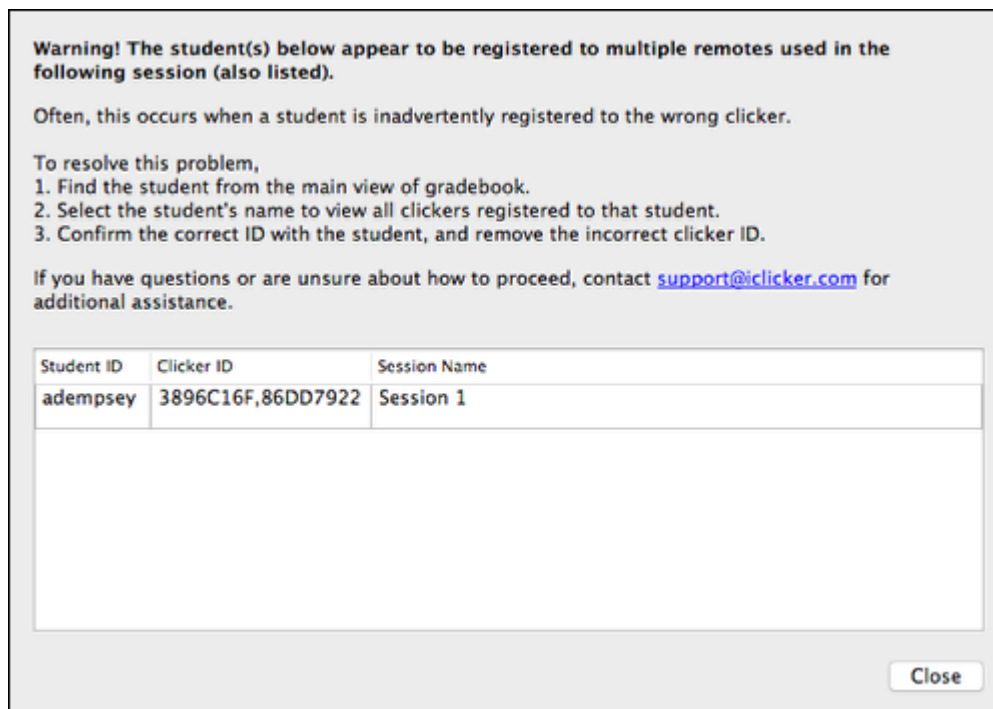 Warning! The student(s) below appear to be registered to multiple remotes used in the
following session (also listed).
Often, this occurs when a student is inadvertently registered to the wrong clicker.
To resolve this problem,
1. Find the student from the main view of gradebook.
2. Select the student's name to view all clickers registered to that student.
3. Confirm the correct ID with the student, and remove the incorrect clicker ID.
If you have questions or are unsure about how to proceed, contact support@iclicker.com for
additional assistance.
Student ID Clicker ID Session Name
adempsey 3896C16F,86DD7922 Session 1
Close